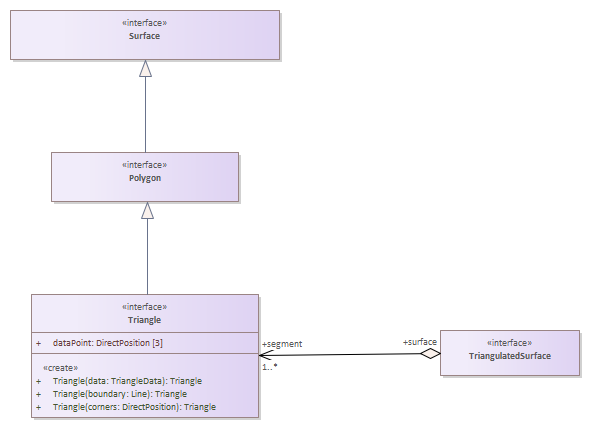 «interface»
Surface
«interface»
Polygon
«interface»
Triangle
+ dataPoint: DirectPosition [3]
«create»
+ Triangle(data: TriangleData): Triangle
+ Triangle(boundary: Line): Triangle
+ Triangle(corners: DirectPosition): Triangle
+segment
1..*
+surface
«interface»
TriangulatedSurface